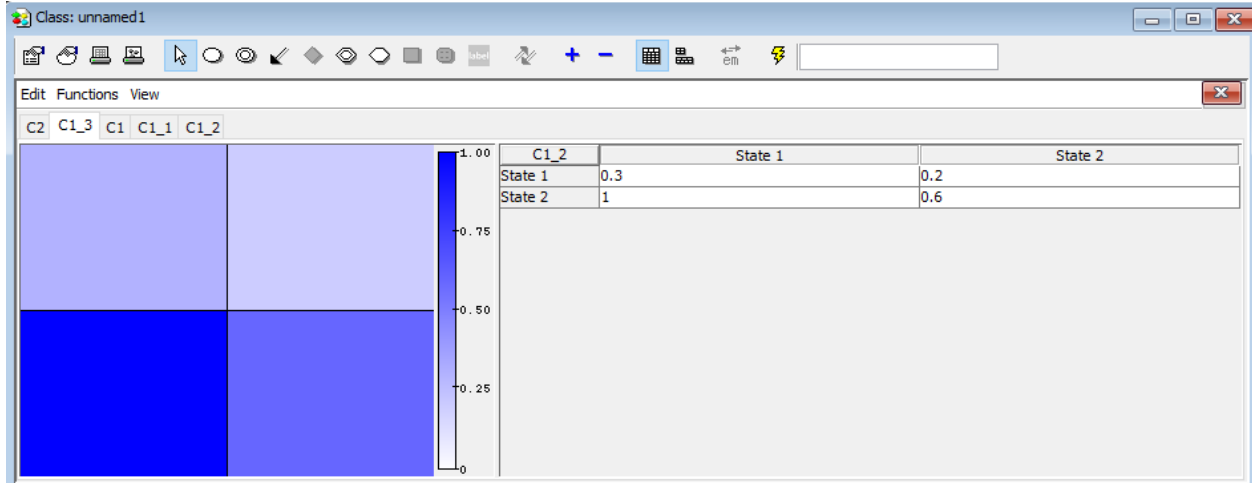 Class: unnamed1
label
em
Edit Functions View
C2 C1_3 C1 C1_1 C1_2
1.00
0.75
0.50
0.25
0
C1_2 State 1 State 2
State 1 0.3 0.2
State 2 1 0.6